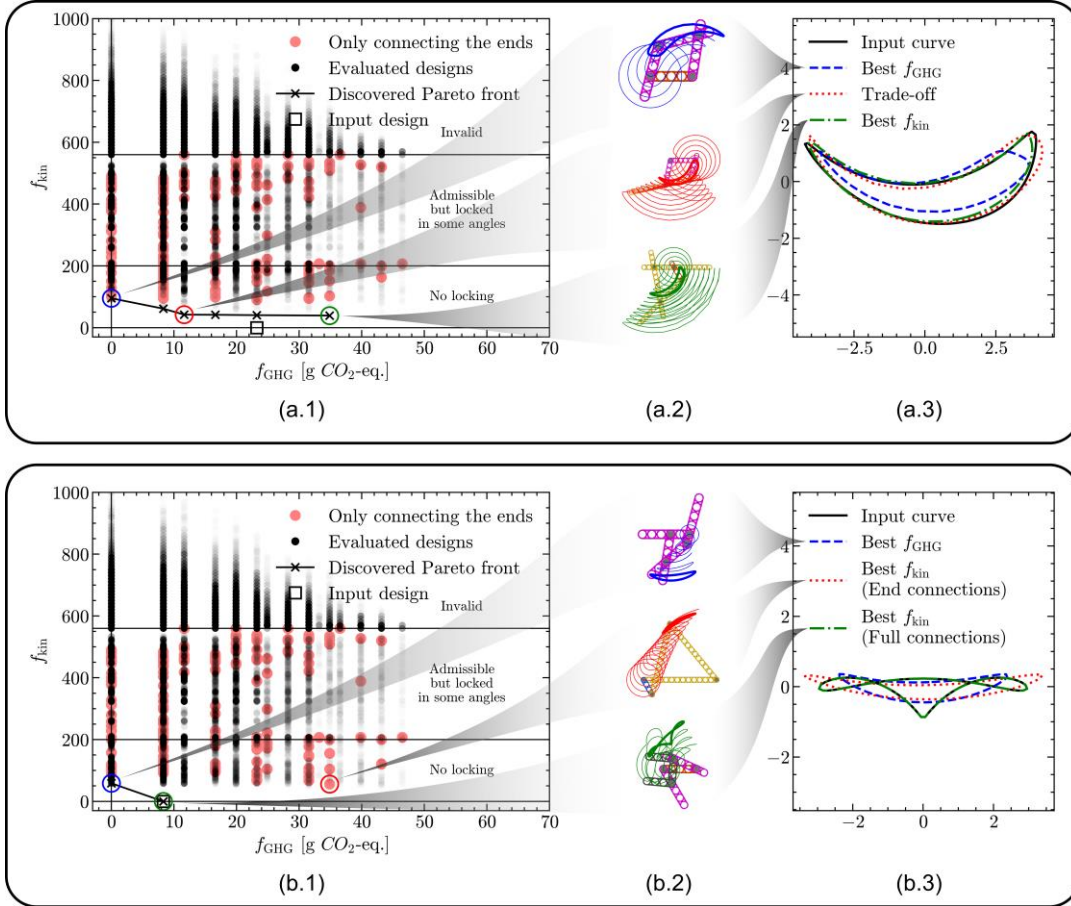 1000
800
600
400
200
0
f_kin
Only connecting the ends
Evaluated designs
Discovered Pareto front
Input design
Invalid
Admissible
but locked
in some angles
No locking
0 10 20 30 40 50 60 70
f_GHG [g CO_2-eq.]
(a.1)
(a.2)
Input curve
Best f_GHG
Trade-off
Best f_kin
4
2
0
−2
−4
−2.5 0.0 2.5
(a.3)
1000
800
600
400
200
0
f_kin
Only connecting the ends
Evaluated designs
Discovered Pareto front
Input design
Invalid
Admissible
but locked
in some angles
No locking
0 10 20 30 40 50 60 70
f_GHG [g CO_2-eq.]
(b.1)
(b.2)
Input curve
Best f_GHG
Best f_kin
(End connections)
Best f_kin
(Full connections)
4
2
0
−2
−2 0 2
(b.3)